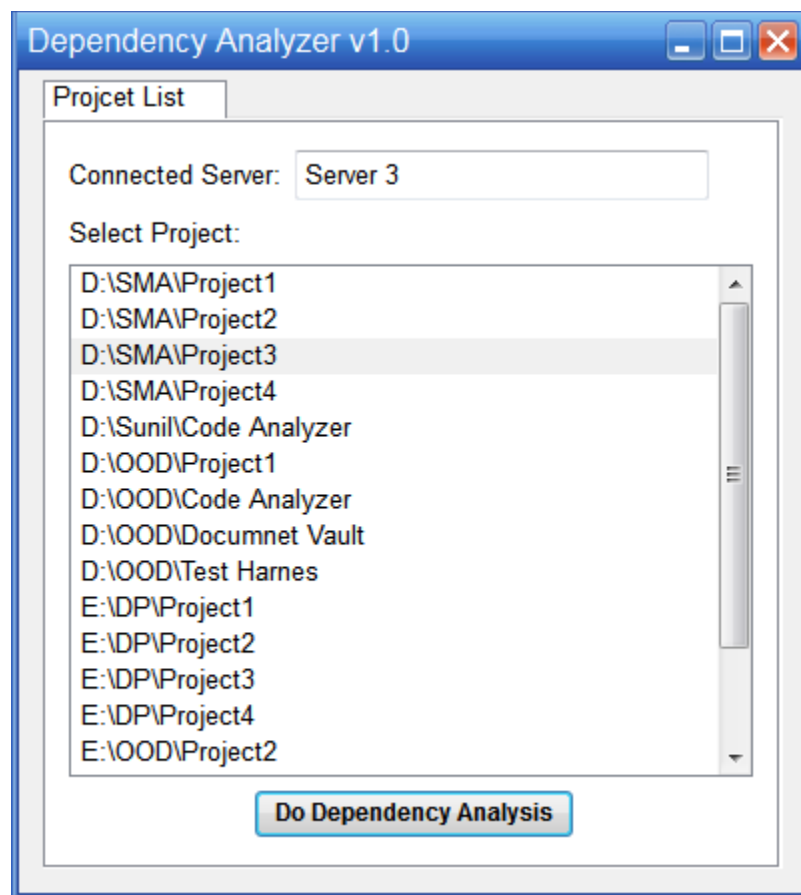 Dependency Analyzer v1.0
Projcet List
Connected Server: Server 3
Select Project:
D:\SMA\Project1
D:\SMA\Project2
D:\SMA\Project3
D:\SMA\Project4
D:\Sunil\Code Analyzer
D:\OOD\Project1
D:\OOD\Code Analyzer
D:\OOD\Documnet Vault
D:\OOD\Test Harnes
E:\DP\Project1
E:\DP\Project2
E:\DP\Project3
E:\DP\Project4
E:\OOD\Project2
Do Dependency Analysis